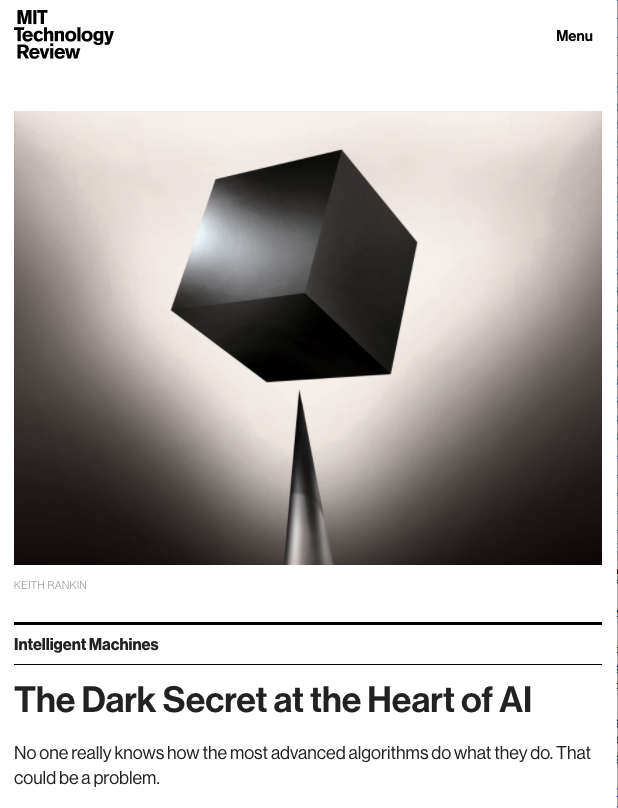 MIT
Technology
Review
Menu
KEITH RANKIN
Intelligent Machines
The Dark Secret at the Heart of AI
No one really knows how the most advanced algorithms do what they do. That
could be a problem.